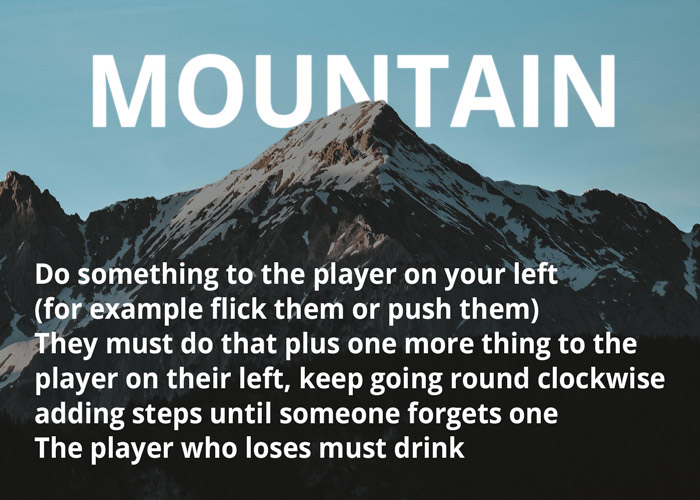 MOUNTAIN
Do something to the player on your left
(for example flick them or push them)
They must do that plus one more thing to the
player on their left, keep going round clockwise
adding steps until someone forgets one
The player who loses must drink